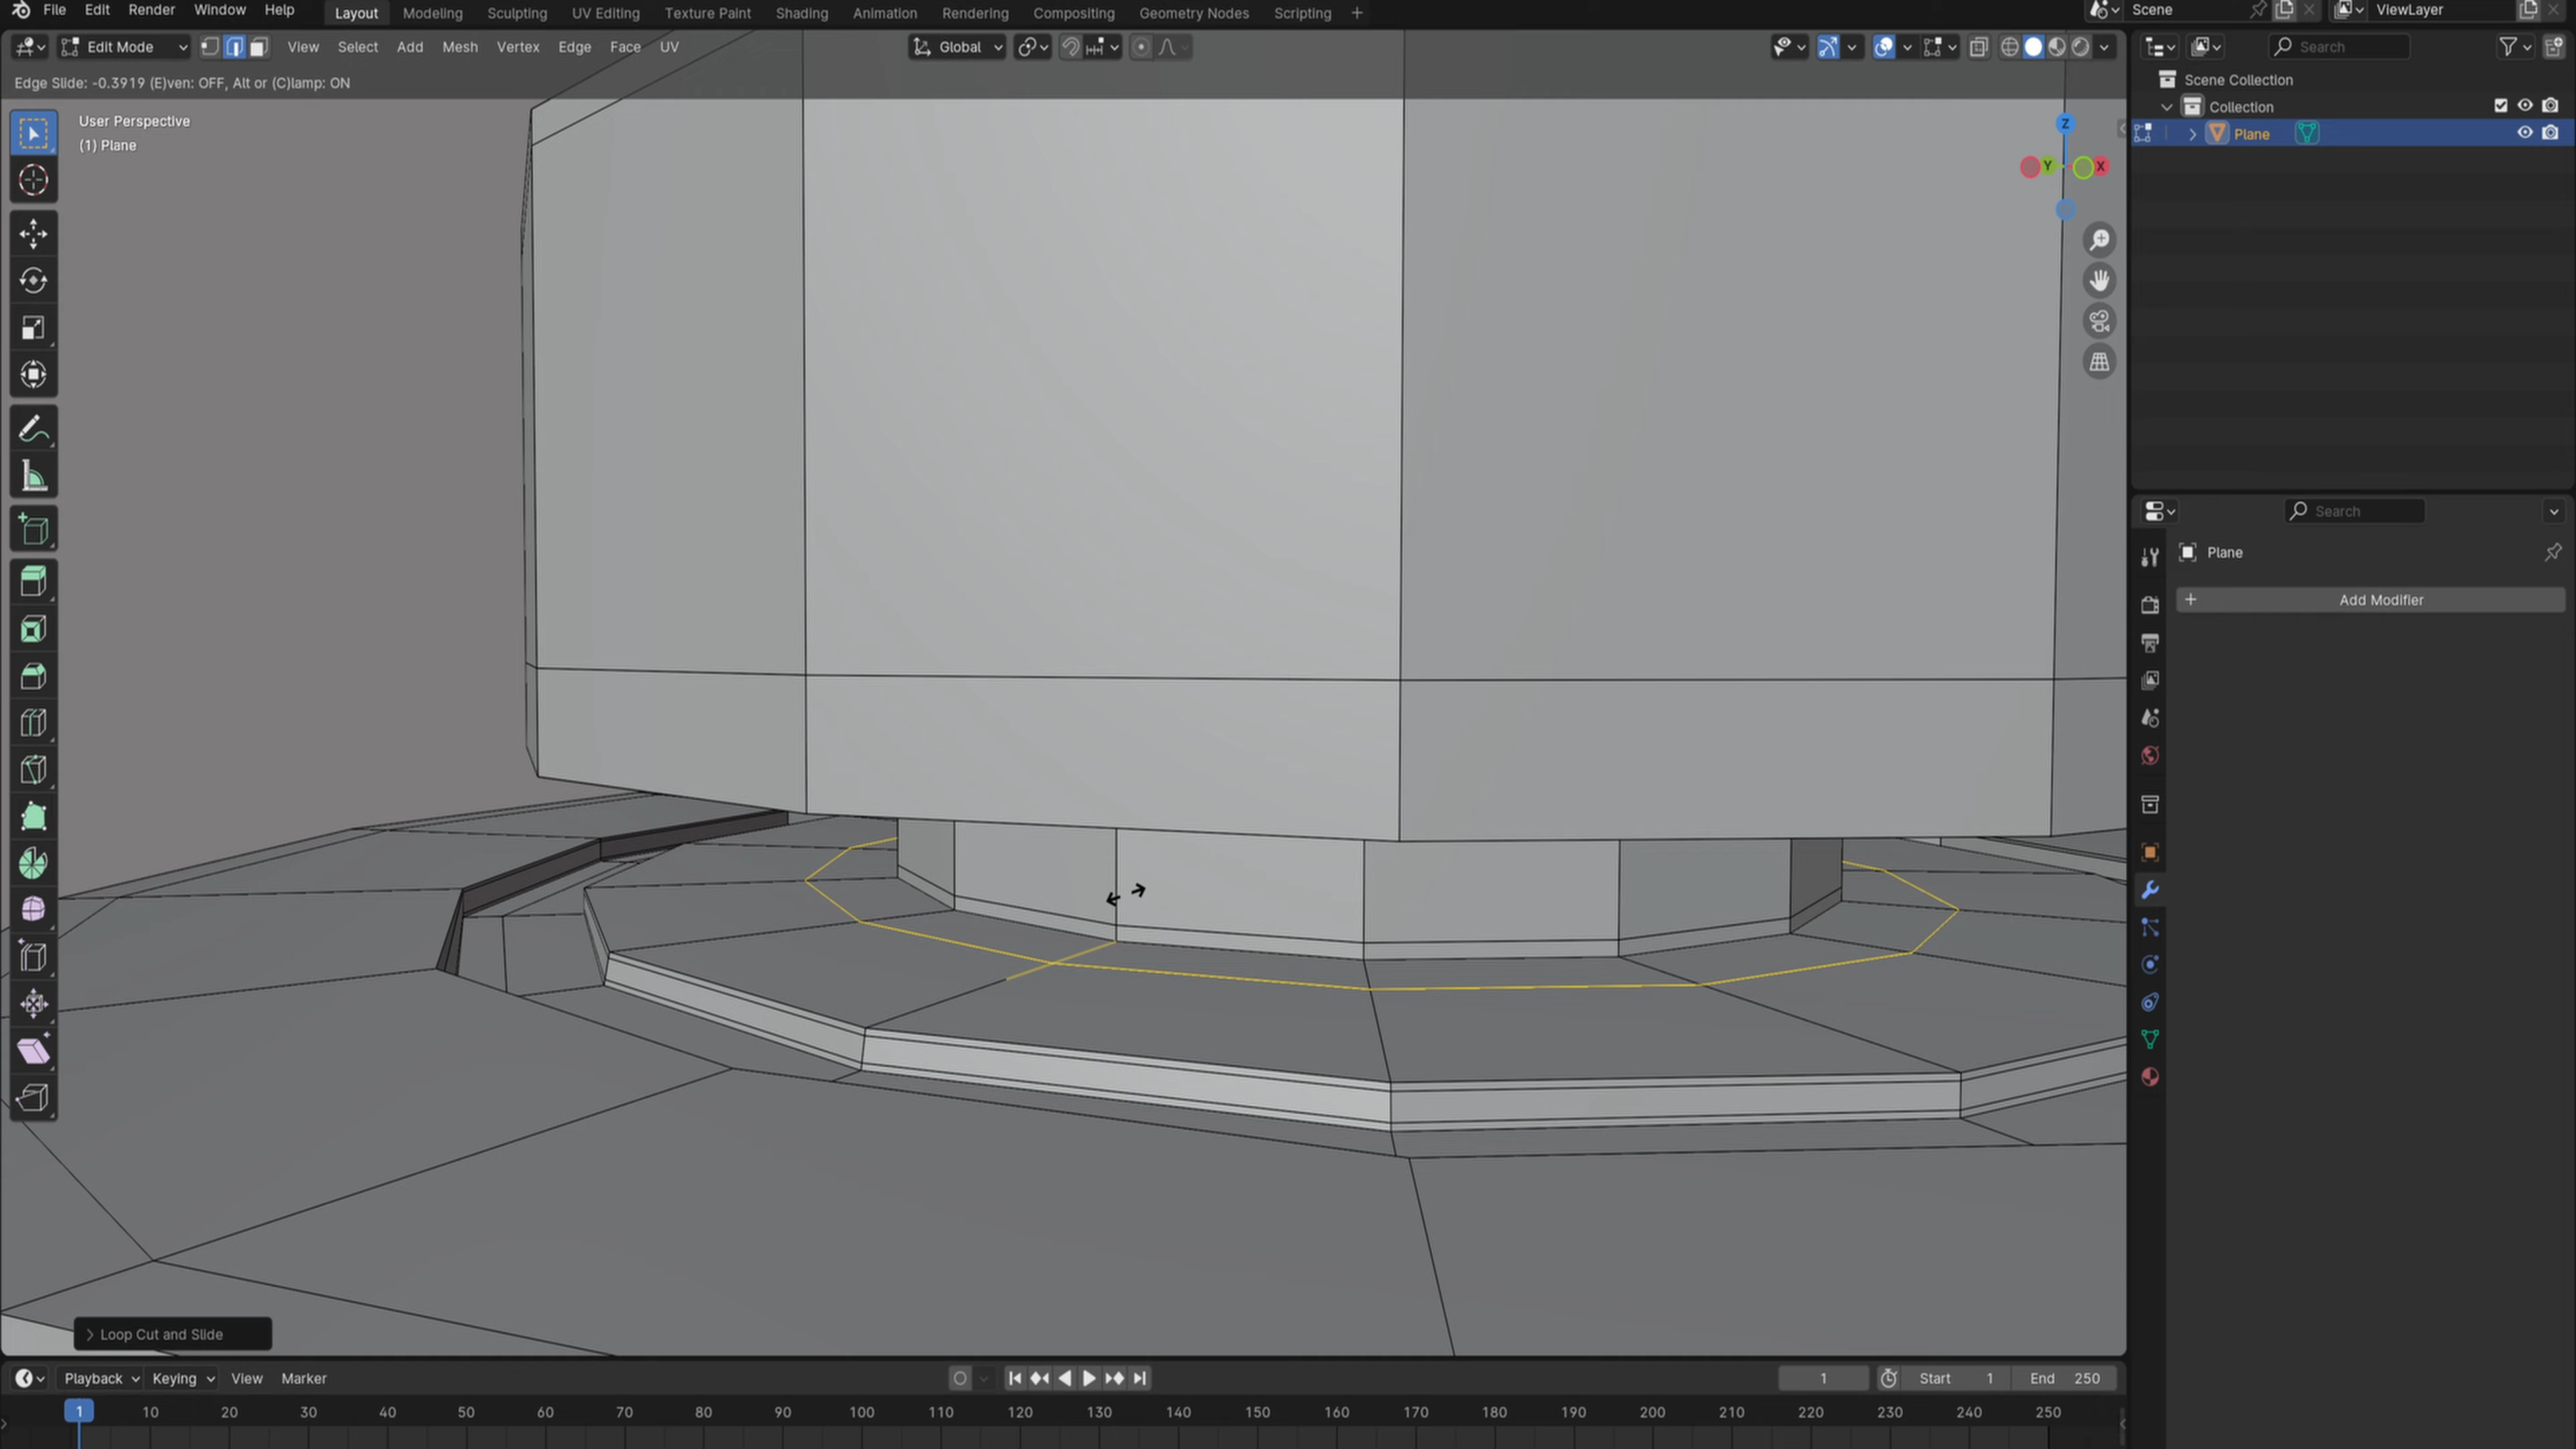 File Edit Render Window Help Layout Modeling Sculpting UV Editing Texture Paint Shading Animation Rendering Compositing Geometry Nodes Scripting + Scene ViewLayer
Edit Mode View Select Add Mesh Vertex Edge Face UV Global Search
Edge Slide: -0.3919 (E)ven: OFF, Alt or (C)lamp: ON
Scene Collection
Collection
Plane
User Perspective
(1) Plane
Z
Y X
Search
Plane
+ Add Modifier
Loop Cut and Slide
Playback Keying View Marker 1 Start 1 End 250
1 10 20 30 40 50 60 70 80 90 100 110 120 130 140 150 160 170 180 190 200 210 220 230 240 250